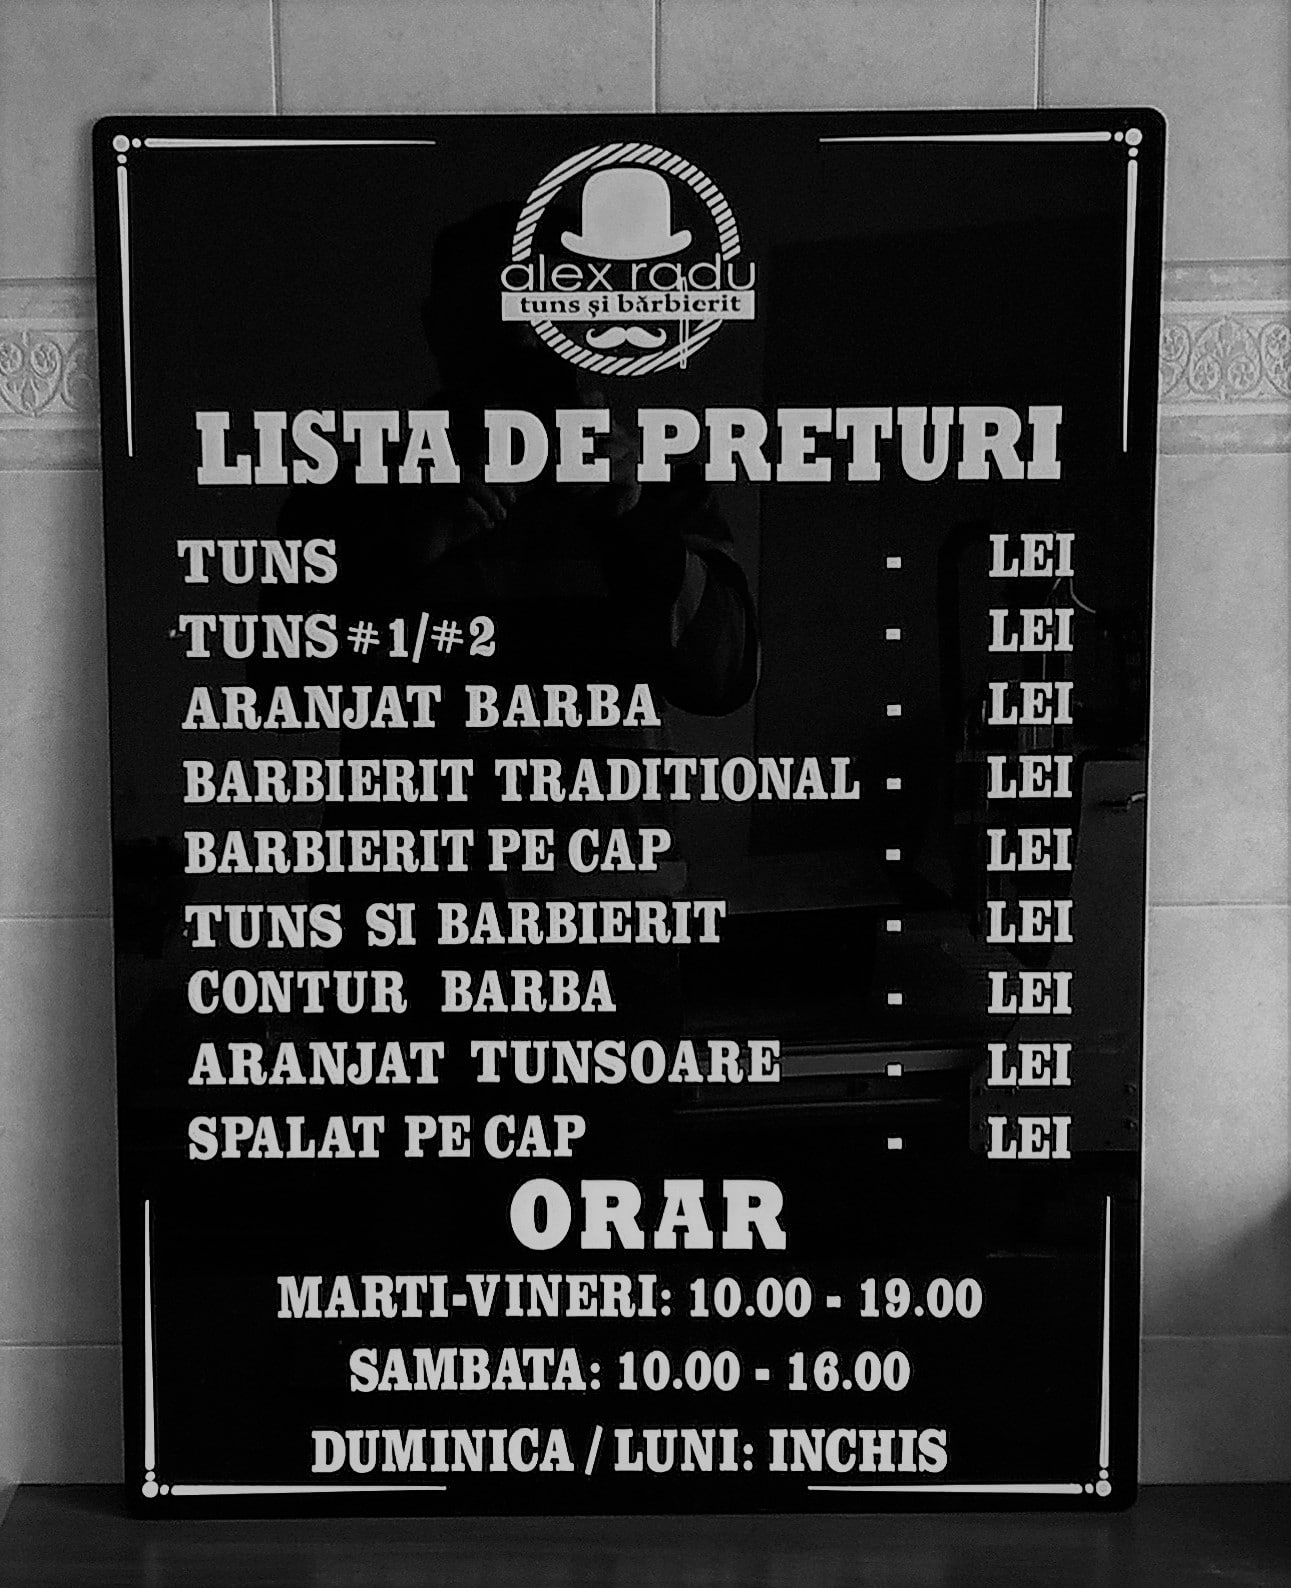 alex radu
tuns și bărbierit
LISTA DE PRETURI
TUNS - LEI
TUNS #1/#2 - LEI
ARANJAT BARBA - LEI
BARBIERIT TRADITIONAL - LEI
BARBIERIT PE CAP - LEI
TUNS SI BARBIERIT - LEI
CONTUR BARBA - LEI
ARANJAT TUNSOARE - LEI
SPALAT PE CAP - LEI
ORAR
MARTI-VINERI: 10.00 - 19.00
SAMBATA: 10.00 - 16.00
DUMINICA / LUNI: INCHIS